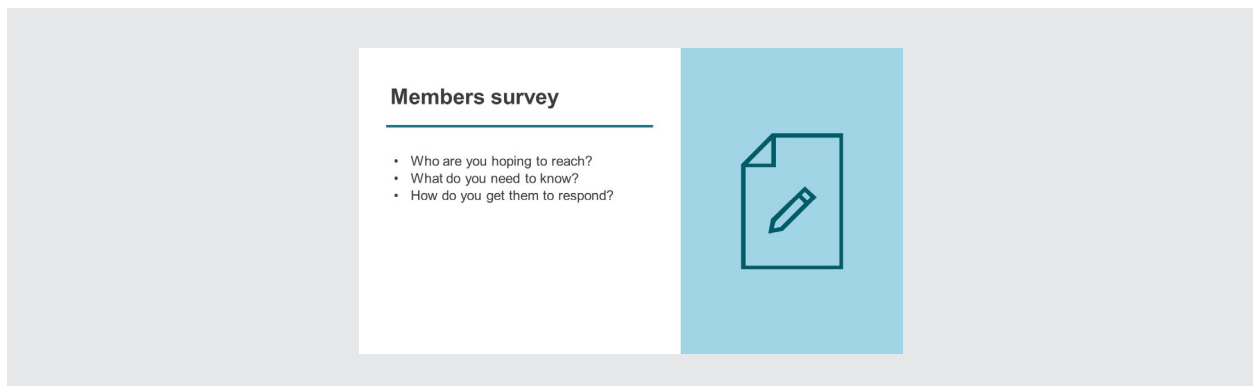 Members survey
• Who are you hoping to reach?
• What do you need to know?
• How do you get them to respond?